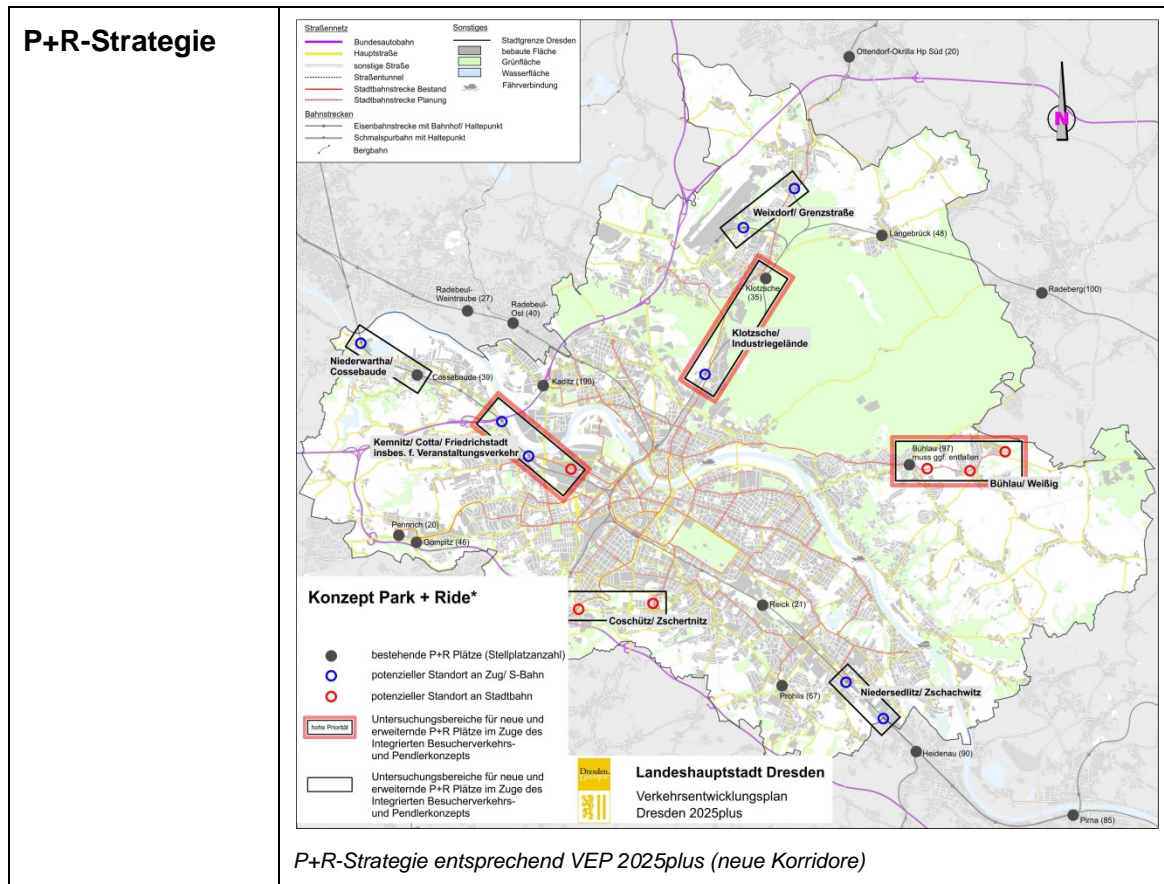 P+R-Strategie
Straßennetz
Bundesautobahn
Hauptstraße
sonstige Straße
Straßentunnel
Stadtbahnstrecke Bestand
Stadtbahnstrecke Planung
Bahnstrecken
Eisenbahnstrecke mit Bahnhof/ Haltepunkt
Schmalspurbahn mit Haltepunkt
Bergbahn
Sonstiges
Stadtgrenze Dresden
bebaute Fläche
Grünfläche
Wasserfläche
Fährverbindung
Ottendorf-Okrilla Hp Süd (20)
N
Weixdorf/ Grenzstraße
Langebrück (48)
Klotzsche
(35)
Radeberg(100)
Radebeul-
Weintraube (27)
Radebeul-
Ost (40)
Klotzsche/
Industriegelände
Niederwartha/
Cossebaude
Cossebaude (39)
Kaditz (190)
Kemnitz/ Cotta/ Friedrichstadt
insbes. f. Veranstaltungsverkehr
Bühlau (97)
muss ggf. entfallen
Bühlau/ Weißig
Pennrich (20)
Gompitz (46)
Konzept Park + Ride*
Reick (21)
Coschütz/ Zschertnitz
bestehende P+R Plätze (Stellplatzanzahl)
potenzieller Standort an Zug/ S-Bahn
potenzieller Standort an Stadtbahn
Prohlis (67)
Niedersedlitz/ Zschachwitz
hohe Priorität
Untersuchungsbereiche für neue und
erweiternde P+R Plätze im Zuge des
Integrierten Besucherverkehrs-
und Pendlerkonzepts
Heidenau (90)
Untersuchungsbereiche für neue und
erweiternde P+R Plätze im Zuge des
Integrierten Besucherverkehrs-
und Pendlerkonzepts
Dresden.
Landeshauptstadt Dresden
Verkehrsentwicklungsplan
Dresden 2025plus
Pirna (85)
P+R-Strategie entsprechend VEP 2025plus (neue Korridore)